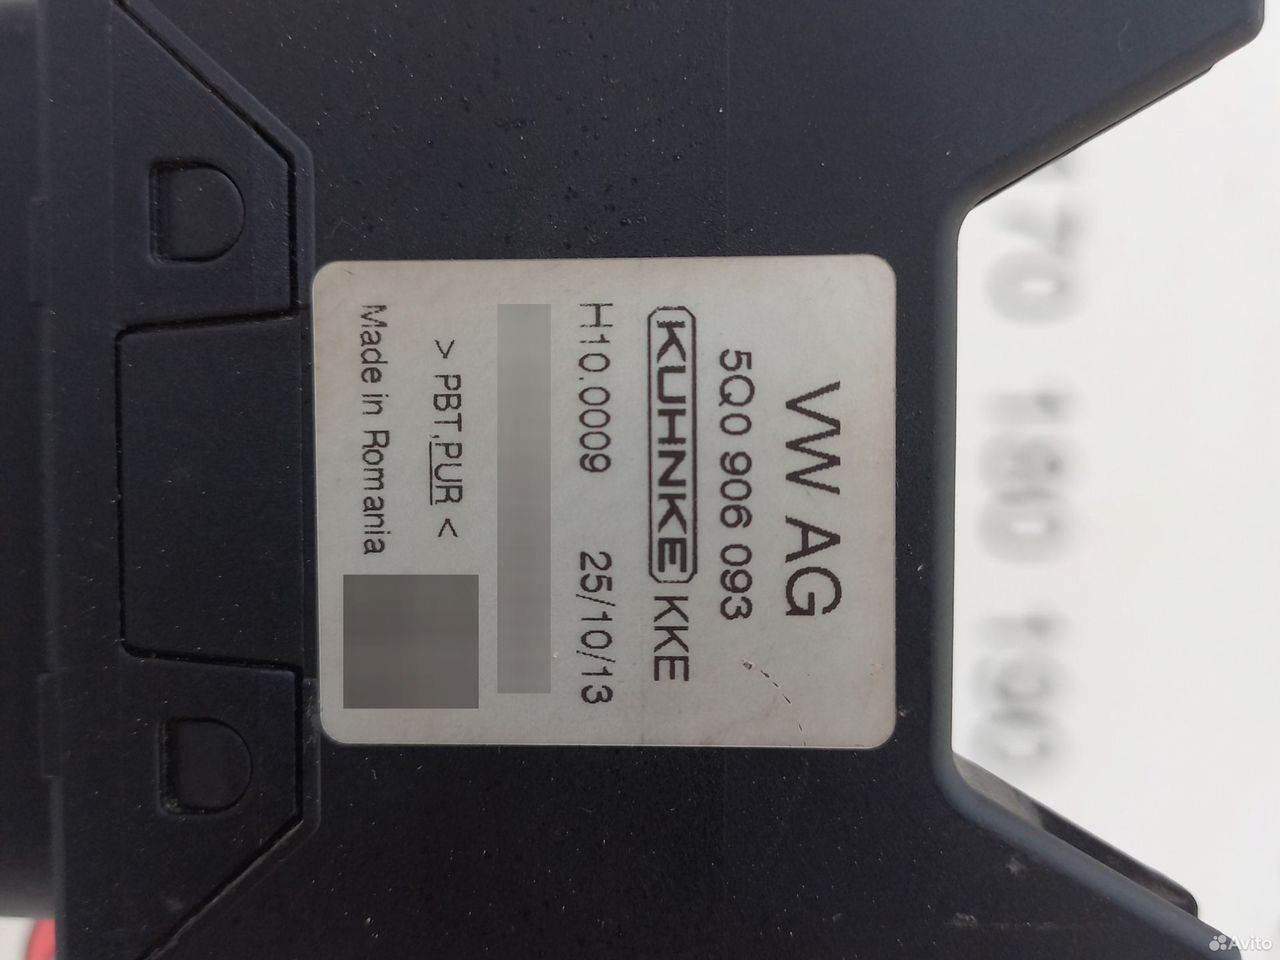 VW AG
5Q0 906 093
KUHNKE KKE
H10.0009 25/10/13
> PBT,PUR <
Made in Romania
Avito